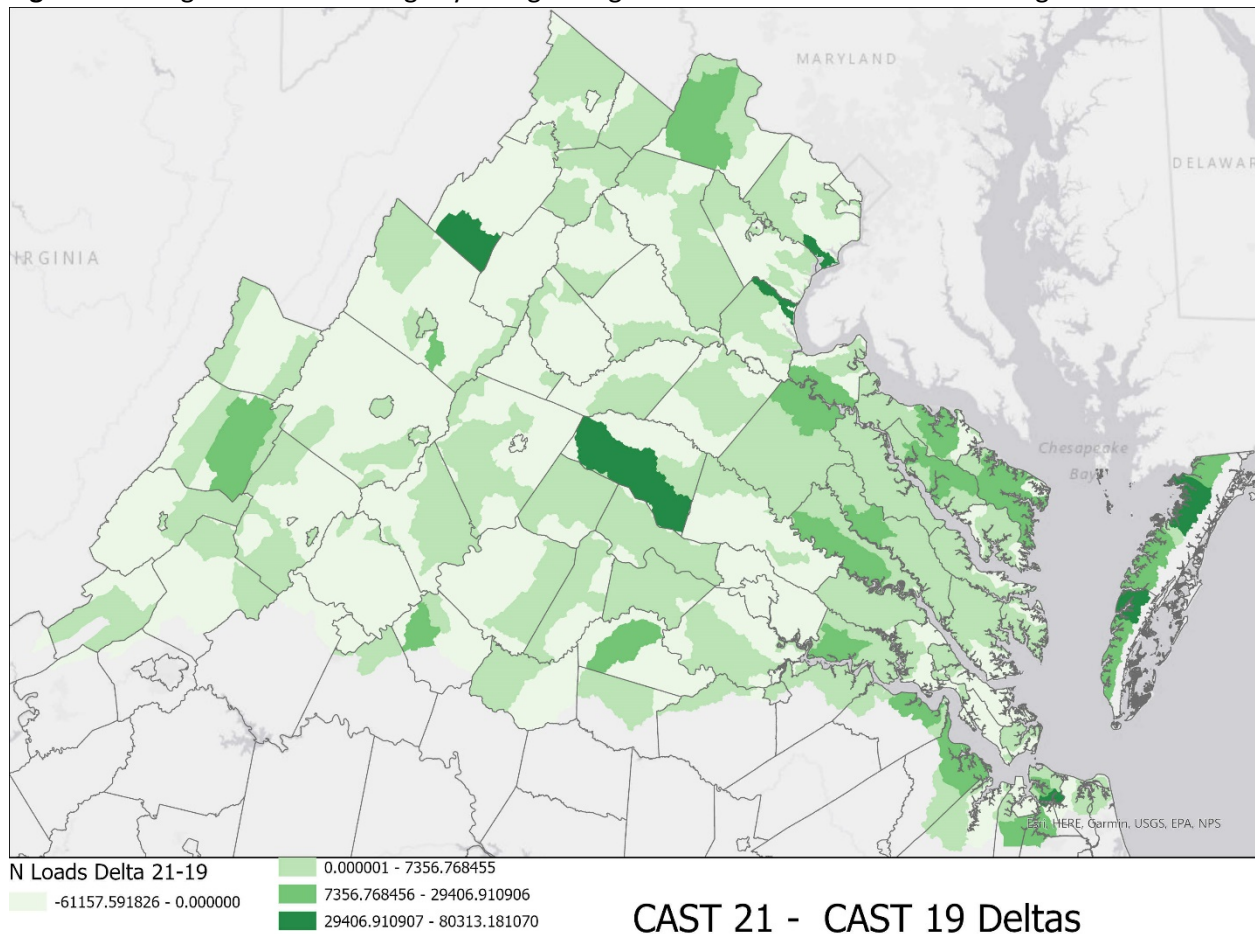 MARYLAND
DELAWAR
IRGINIA
Chesapeake
Bay
Esri, HERE, Garmin, USGS, EPA, NPS
N Loads Delta 21-19
-61157.591826 - 0.000000
0.000001 - 7356.768455
7356.768456 - 29406.910906
29406.910907 - 80313.181070
CAST 21 - CAST 19 Deltas